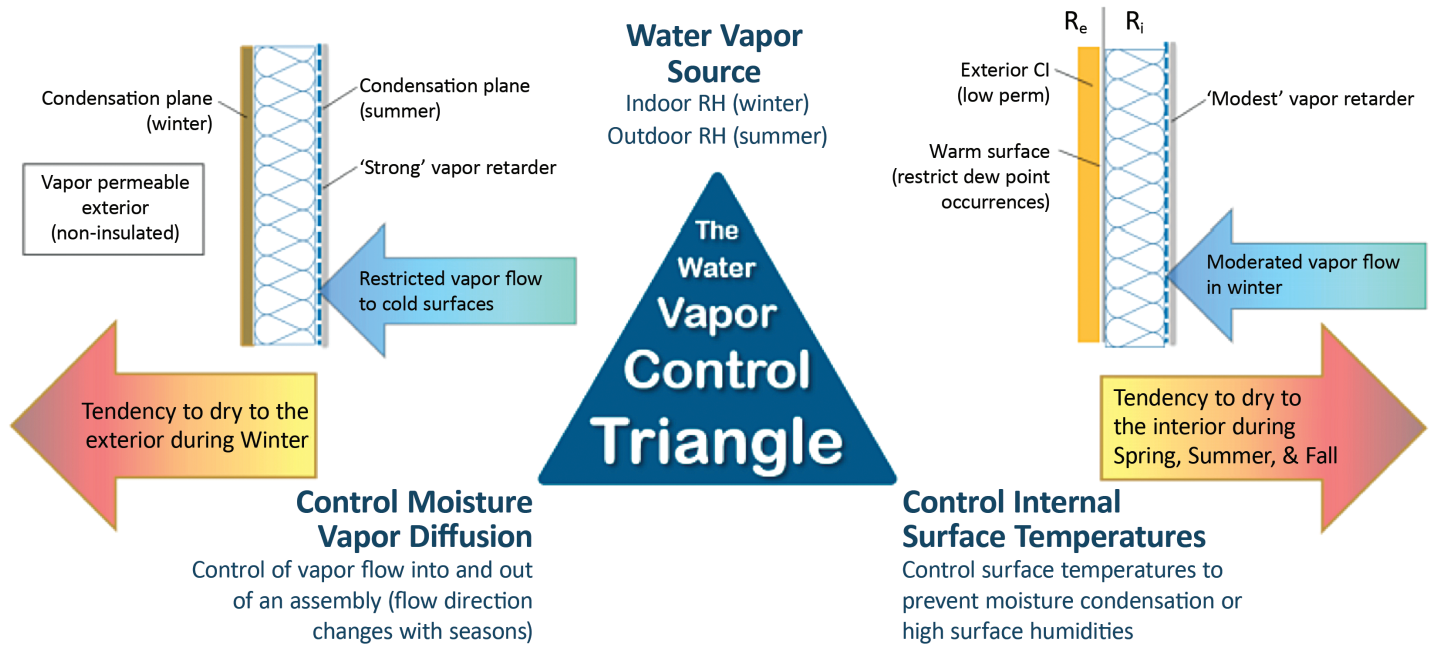 Water Vapor
Source
Indoor RH (winter)
Outdoor RH (summer)
Condensation plane
(winter)
Condensation plane
(summer)
‘Strong’ vapor retarder
Vapor permeable
exterior
(non-insulated)
Restricted vapor flow
to cold surfaces
Tendency to dry to the
exterior during Winter
The
Water
Vapor
Control
Triangle
Re
Ri
Exterior CI
(low perm)
‘Modest’ vapor retarder
Warm surface
(restrict dew point
occurrences)
Moderated vapor flow
in winter
Tendency to dry to
the interior during
Spring, Summer, & Fall
Control Moisture
Vapor Diffusion
Control of vapor flow into and out
of an assembly (flow direction
changes with seasons)
Control Internal
Surface Temperatures
Control surface temperatures to
prevent moisture condensation or
high surface humidities